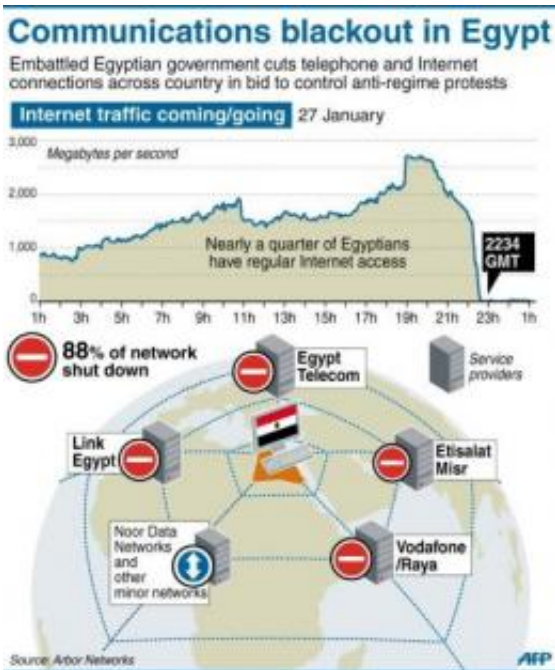 Communications blackout in Egypt
Embattled Egyptian government cuts telephone and Internet
connections across country in bid to control anti-regime protests
Internet traffic coming/going 27 January
3,000
Megabytes per second
2,000
1,000
0
Nearly a quarter of Egyptians
have regular Internet access
2234
GMT
1h 3h 5h 7h 9h 11h 13h 15h 17h 19h 21h 23h 1h
88% of network
shut down
Egypt
Telecom
Service
providers
Link
Egypt
Etisalat
Misr
Noor Data
Networks
and
other
minor networks
Vodafone
/Raya
Source: Arbor Networks
AFP